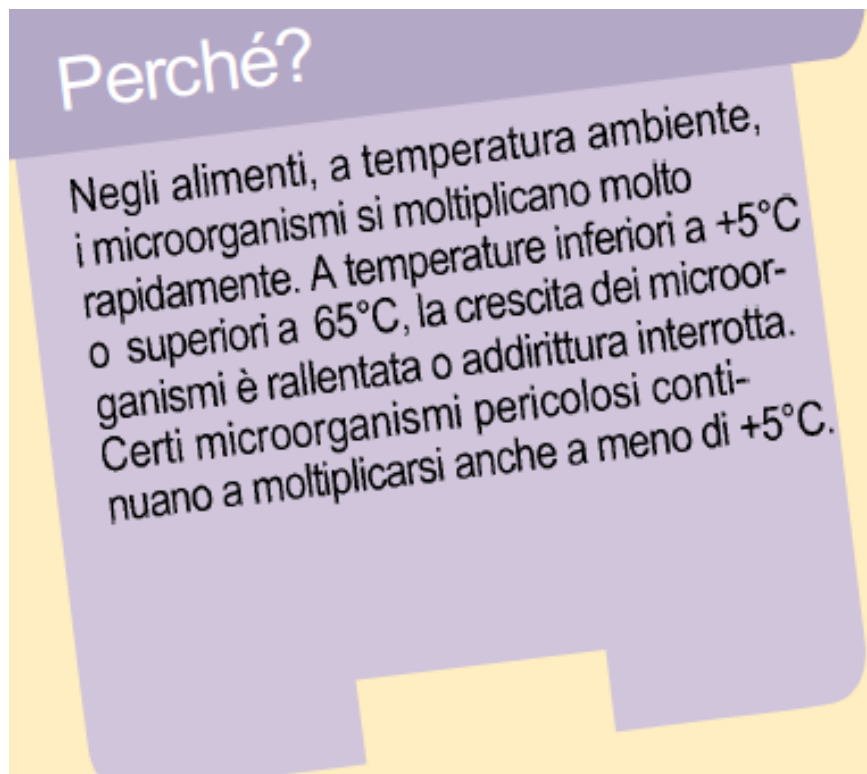 Perché?
Negli alimenti, a temperatura ambiente,
i microorganismi si moltiplicano molto
rapidamente. A temperature inferiori a +5°C
o superiori a 65°C, la crescita dei microor-
ganismi è rallentata o addirittura interrotta.
Certi microorganismi pericolosi conti-
nuano a moltiplicarsi anche a meno di +5°C.